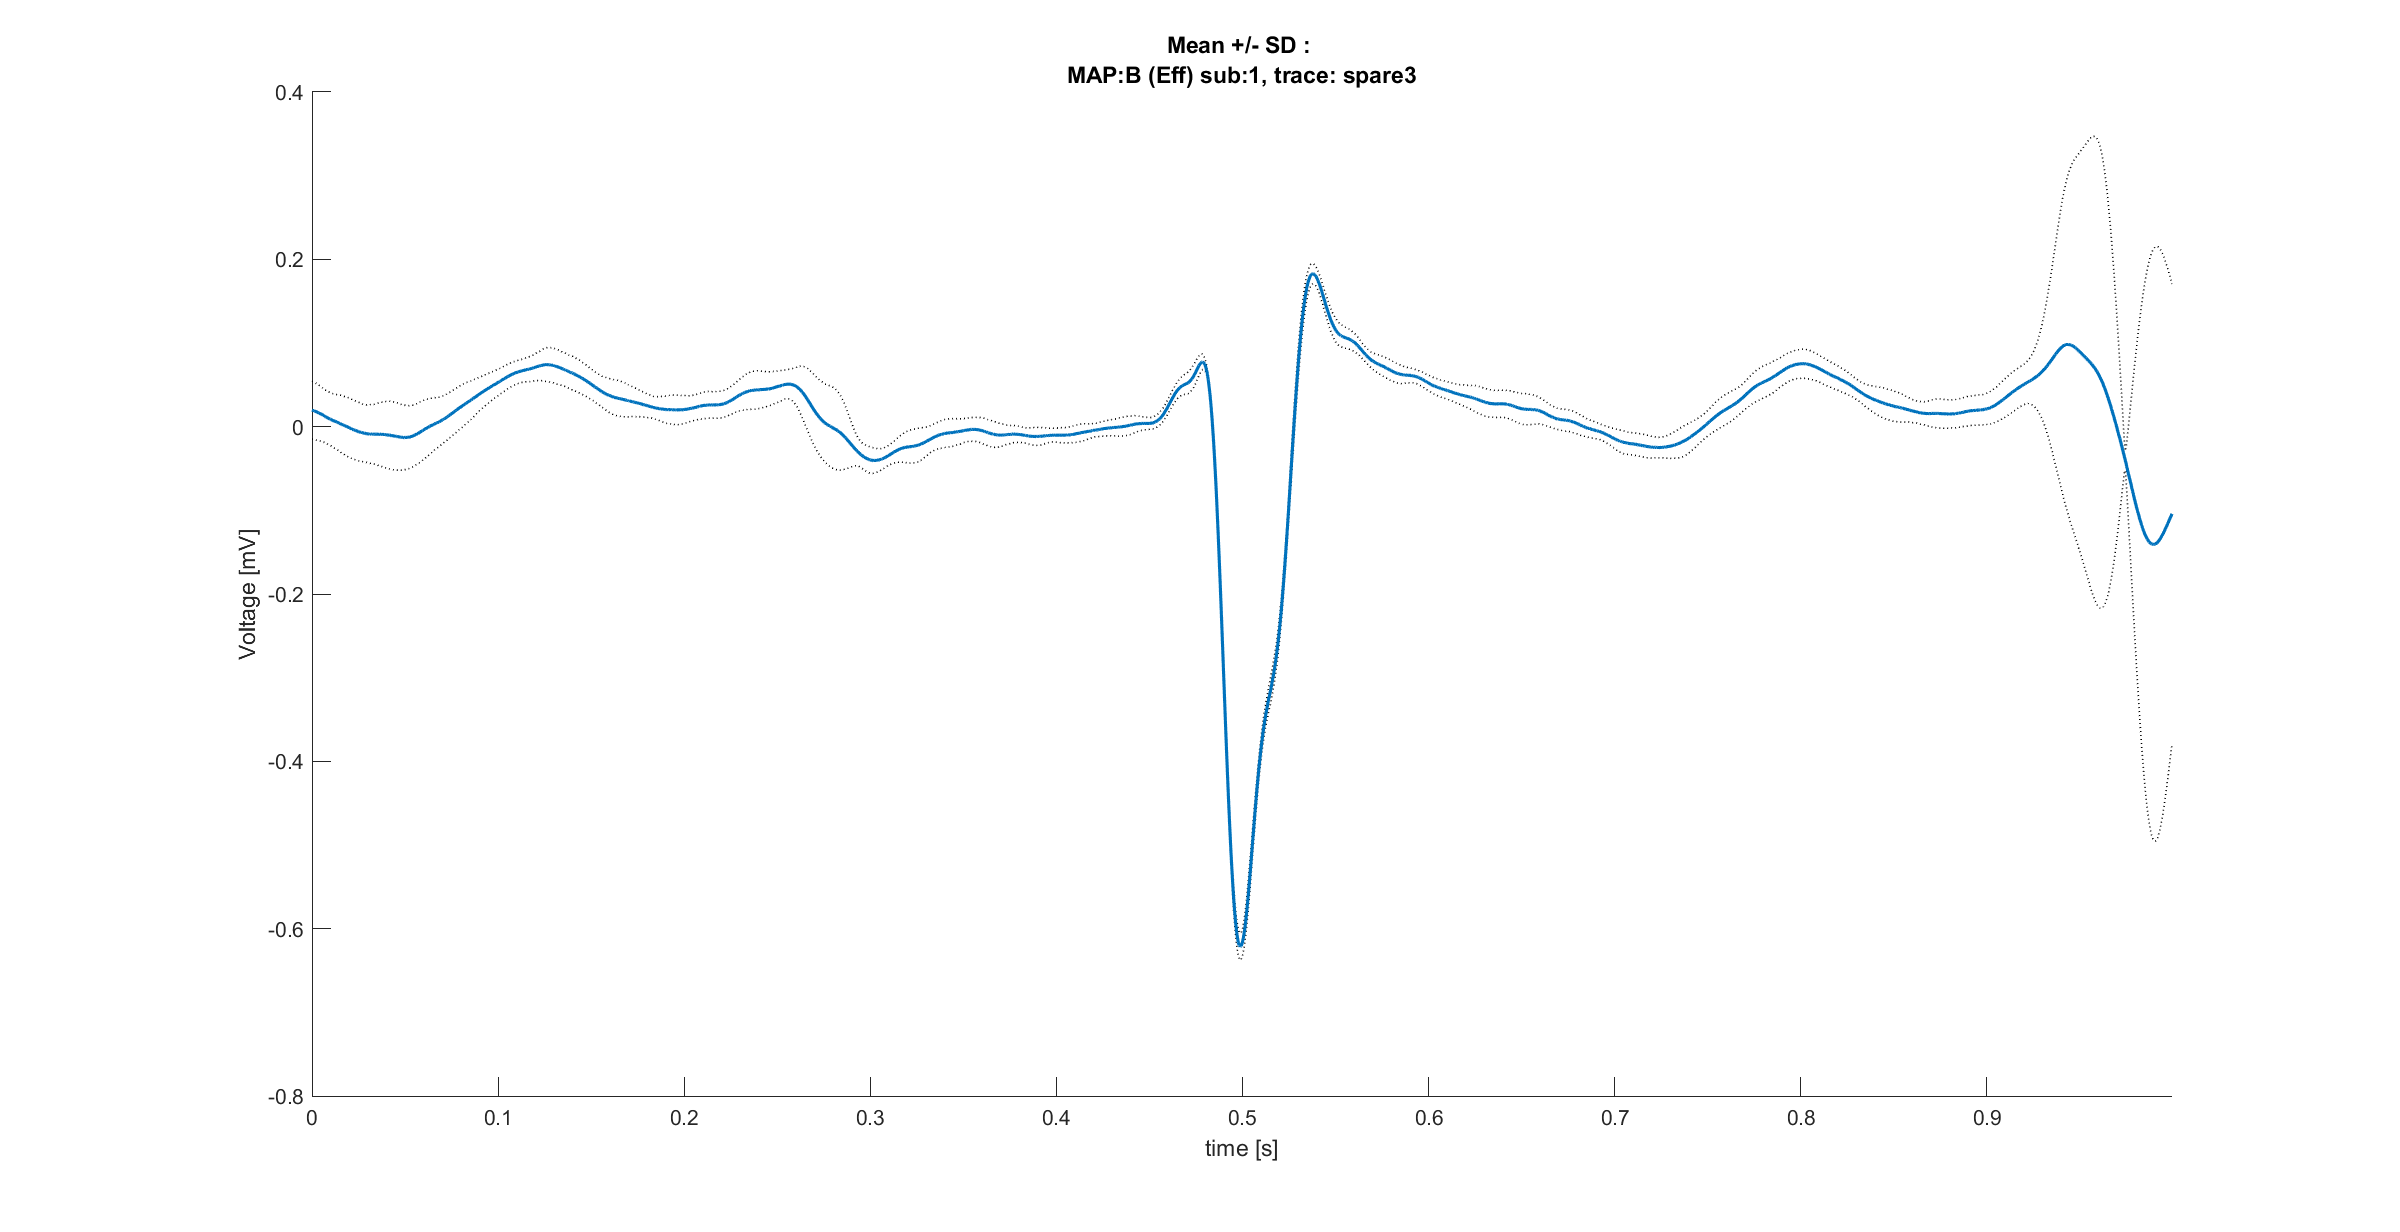 Mean +/- SD :
MAP:B (Eff) sub:1, trace: spare3
0.4
0.2
0
-0.2
-0.4
-0.6
-0.8
Voltage [mV]
0 0.1 0.2 0.3 0.4 0.5 0.6 0.7 0.8 0.9
time [s]